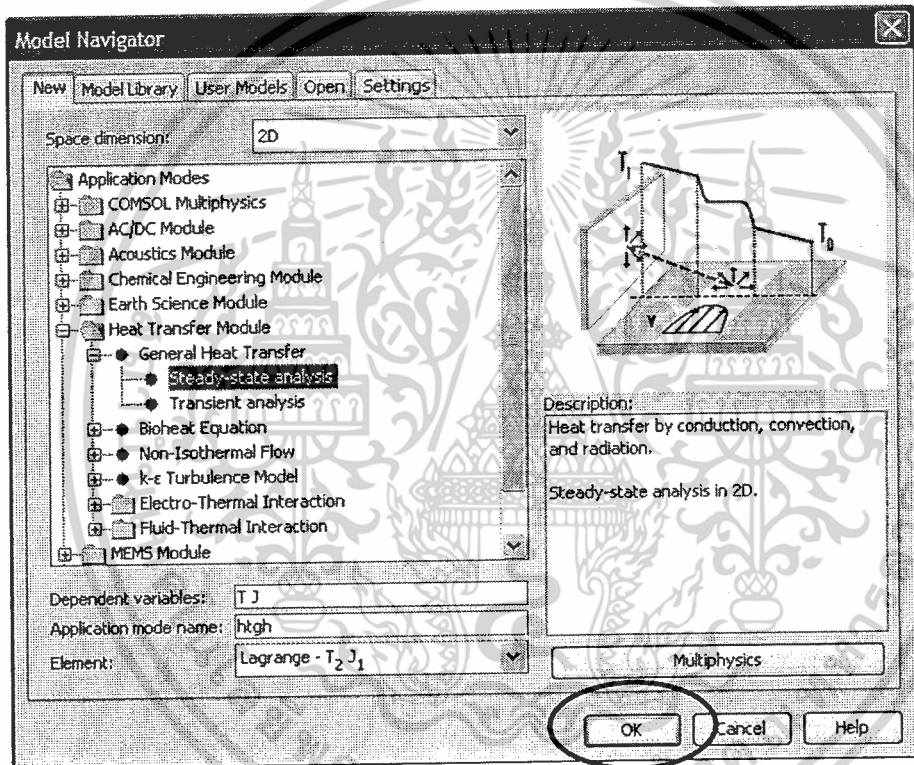 Model Navigator
New Model Library User Models Open Settings
Space dimension: 2D
Application Modes
COMSOL Multiphysics
AC/DC Module
Acoustics Module
Chemical Engineering Module
Earth Science Module
Heat Transfer Module
General Heat Transfer
Steady-state analysis
Transient analysis
Bioheat Equation
Non-Isothermal Flow
k-ε Turbulence Model
Electro-Thermal Interaction
Fluid-Thermal Interaction
MEMS Module
Dependent variables: T J
Application mode name: htgh
Element: Lagrange - T₂ J₁
T₁
T₀
Description:
Heat transfer by conduction, convection,
and radiation.
Steady-state analysis in 2D.
Multiphysics
OK Cancel Help